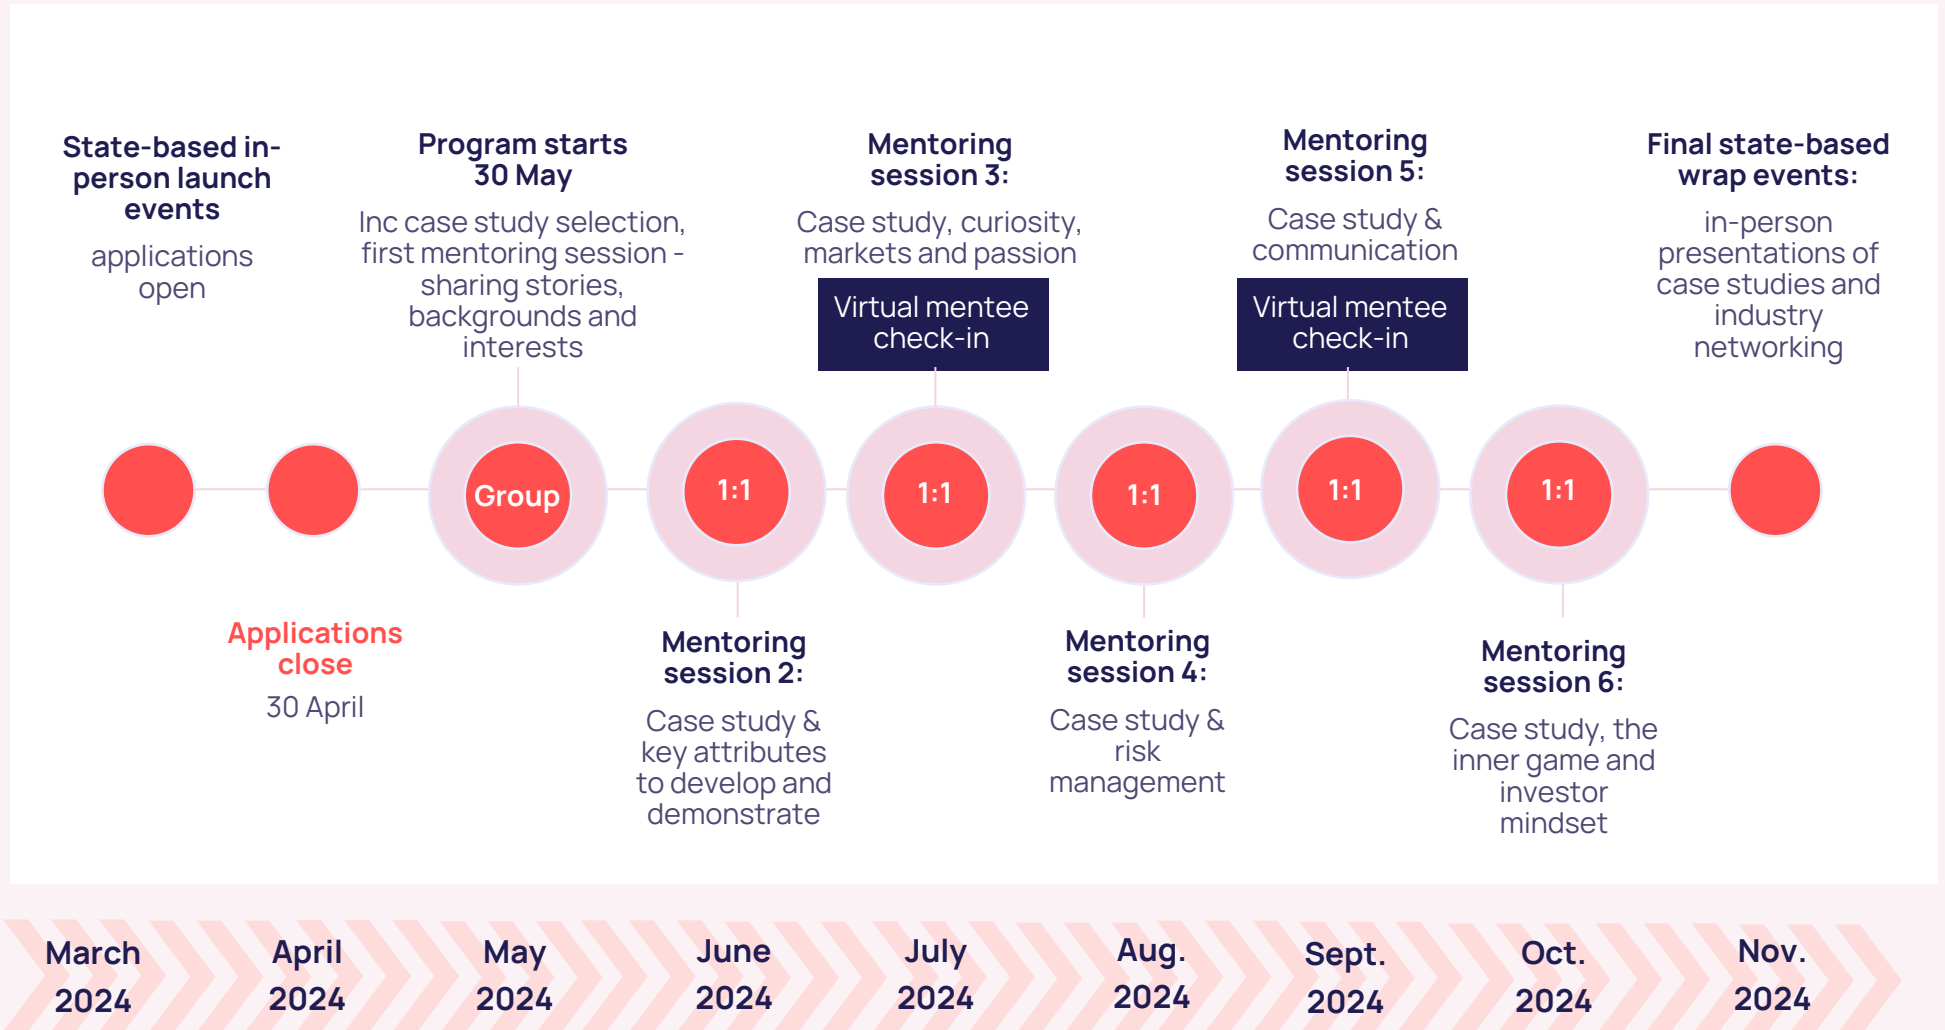 State-based in-
person launch
events
applications
open
Program starts
30 May
Inc case study selection,
first mentoring session -
sharing stories,
backgrounds and
interests
Mentoring
session 3:
Case study, curiosity,
markets and passion
Virtual mentee
check-in
Mentoring
session 5:
Case study &
communication
Virtual mentee
check-in
Final state-based
wrap events:
in-person
presentations of
case studies and
industry
networking
Group
1:1
1:1
1:1
1:1
1:1
Applications
close
30 April
Mentoring
session 2:
Case study &
key attributes
to develop and
demonstrate
Mentoring
session 4:
Case study &
risk
management
Mentoring
session 6:
Case study, the
inner game and
investor
mindset
March
2024
April
2024
May
2024
June
2024
July
2024
Aug.
2024
Sept.
2024
Oct.
2024
Nov.
2024